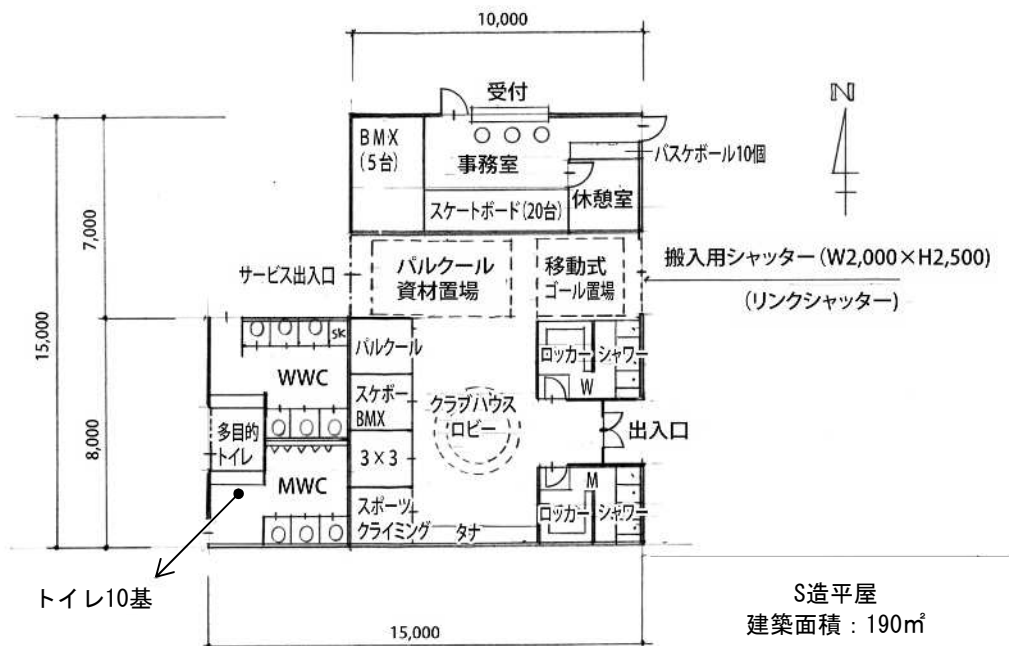 10,000
受付
N
BMX
(5台)
事務室
バスケボール10個
スケートボード(20台)
休憩室
7,000
15,000
8,000
サービス出入口
パルクール
資材置場
移動式
ゴール置場
搬入用シャッター(W2,000×H2,500)
(リンクシャッター)
SK
パルクール
ロッカー
シャワー
WWC
W
スケボー
BMX
クラブハウス
ロビー
多目的
トイレ
出入口
3×3
MWC
M
スポーツ
クライミング
タナ
ロッカー
シャワー
トイレ10基
15,000
S造平屋
建築面積：190㎡